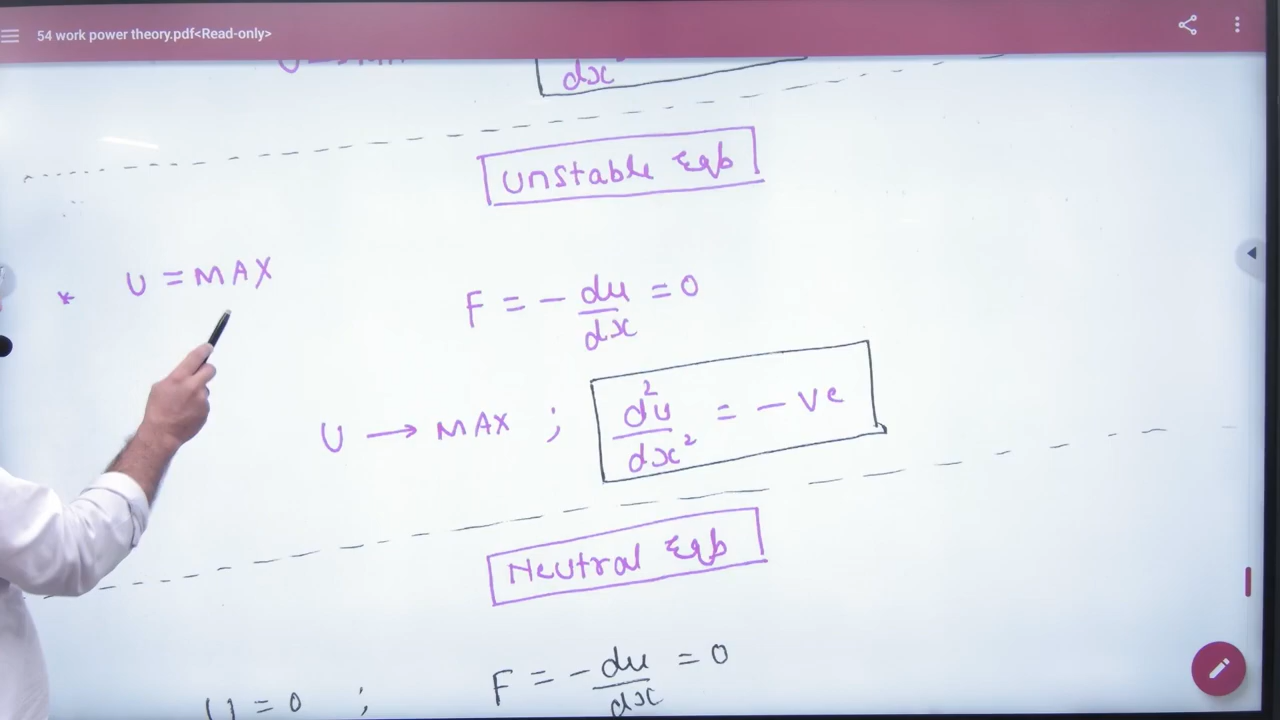 54 work power theory.pdf<Read-only>
dx²
Unstable Eqb
* U = MAX
F = - du/dx = 0
U → MAX ; d²u/dx² = - ve
Neutral Eqb
U = 0 ; F = - du/dx = 0